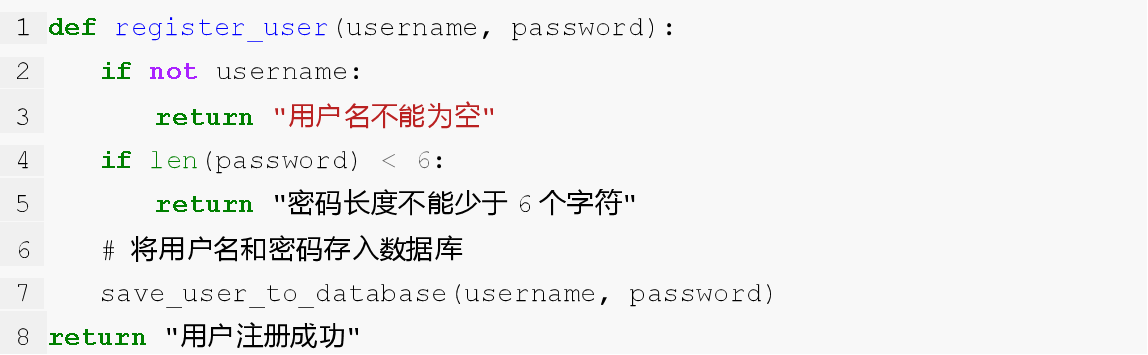 1 def register_user(username, password):
2 if not username:
3 return "用户名不能为空"
4 if len(password) < 6:
5 return "密码长度不能少于 6 个字符"
6 # 将用户名和密码存入数据库
7 save_user_to_database(username, password)
8 return "用户注册成功"